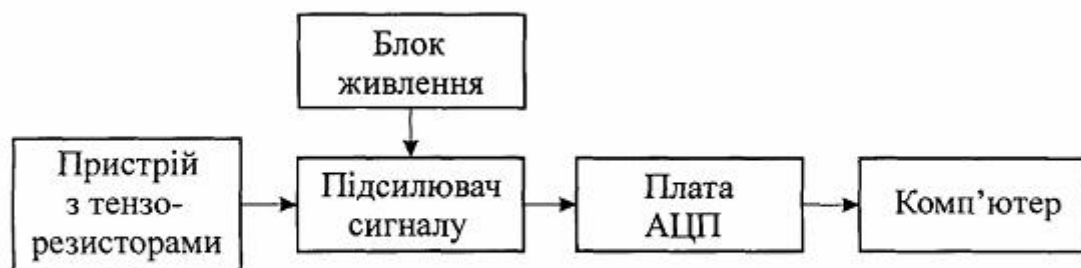 Блок
живлення
Пристрій
з тензо-
резисторами
Підсилювач
сигналу
Плата
АЦП
Комп’ютер